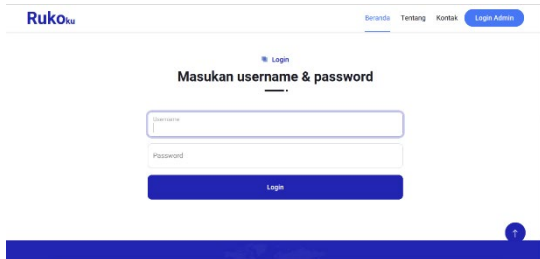 Rukoku
Beranda Tentang Kontak Login Admin
Login
Masukan username & password
Username
Password
Login